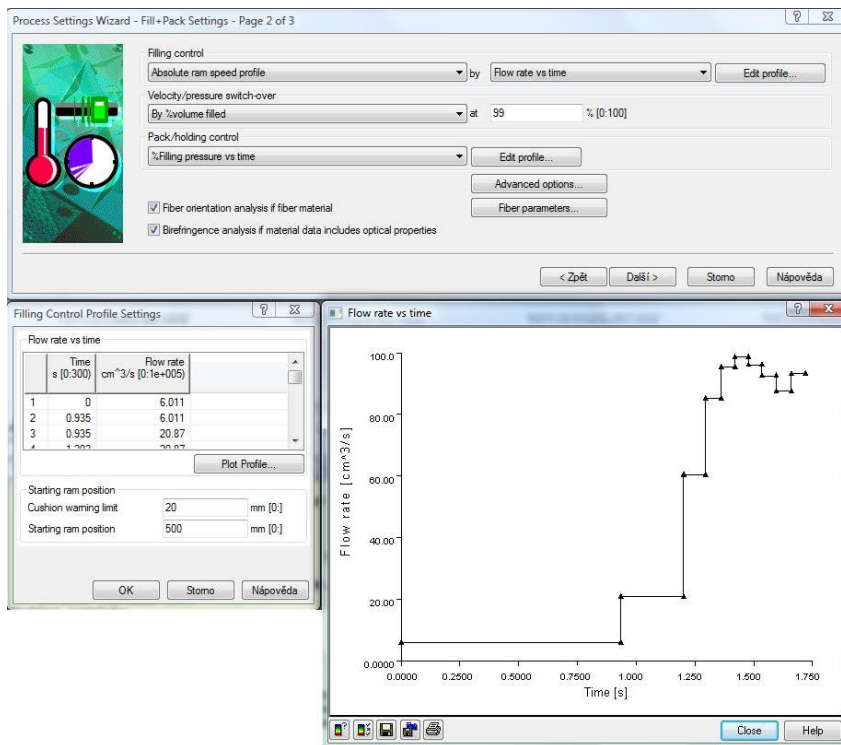 Process Settings Wizard - Fill+Pack Settings - Page 2 of 3
Filling control
Absolute ram speed profile by Flow rate vs time Edit profile...
Velocity/pressure switch-over
By %volume filled at 99 % [0:100]
Pack/holding control
%Filling pressure vs time Edit profile...
Advanced options...
Fiber orientation analysis if fiber material Fiber parameters...
Birefringence analysis if material data includes optical properties
< Zpět Další > Storno Nápověda
Filling Control Profile Settings
Flow rate vs time
Time Flow rate
s [0:300) cm^3/s [0:1e+005)
1 0 6.011
2 0.935 6.011
3 0.935 20.87
Plot Profile...
Starting ram position
Cushion warning limit 20 mm [0:]
Starting ram position 500 mm [0:]
OK Storno Nápověda
Flow rate vs time
100.0
80.00
60.00
40.00
20.00
0.0000
Flow rate [cm^3/s]
0.0000 0.2500 0.5000 0.7500 1.000 1.250 1.500 1.750
Time [s]
Close Help